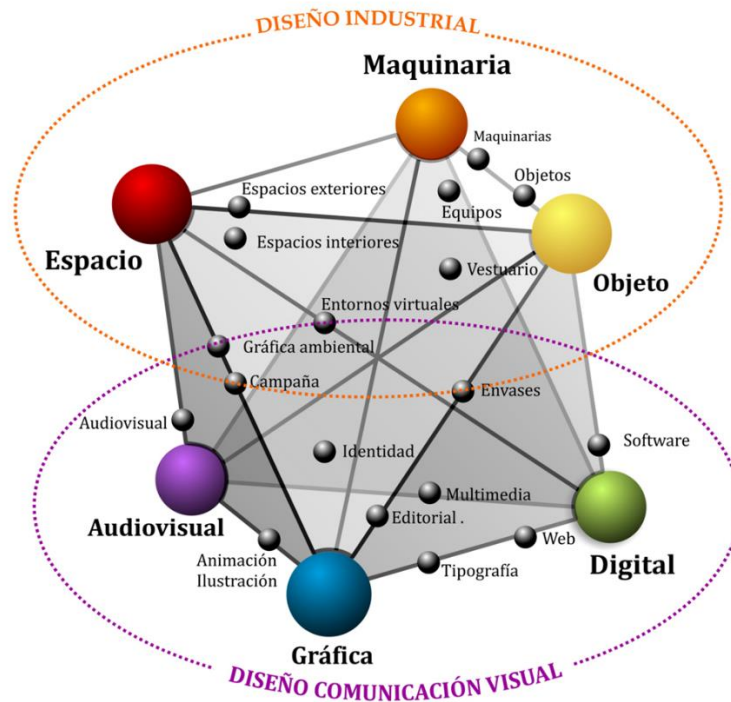 DISEÑO INDUSTRIAL
Maquinaria
Maquinarias
Objetos
Espacios exteriores
Equipos
Espacios interiores
Espacio
Vestuario
Objeto
Entornos virtuales
Gráfica ambiental
Campaña
Envases
Audiovisual
Software
Identidad
Multimedia
Audiovisual
Editorial .
Web
Animación
Ilustración
Tipografía
Digital
Gráfica
DISEÑO COMUNICACIÓN VISUAL